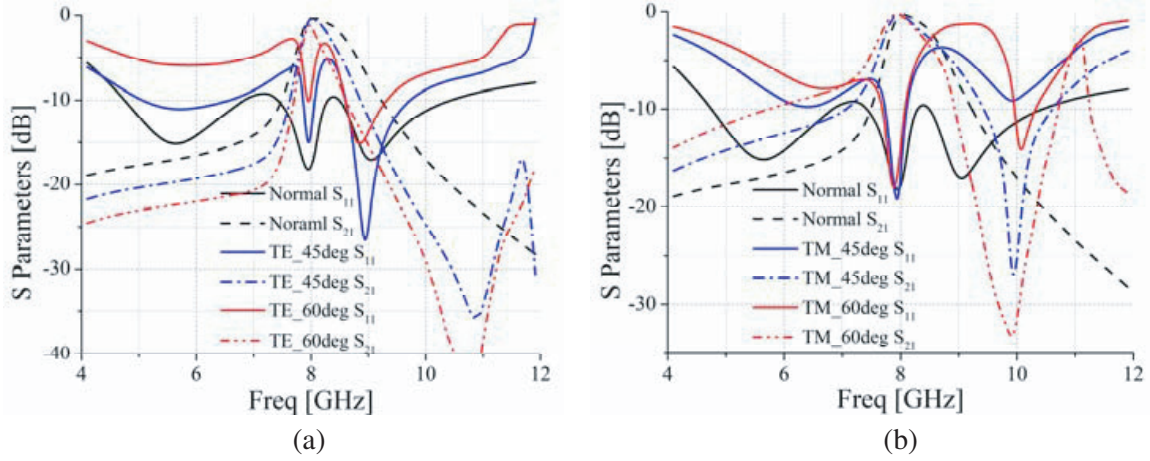 0
-10
-20
-30
-40
S Parameters [dB]
Normal S11
Noraml S21
TE_45deg S11
TE_45deg S21
TE_60deg S11
TE_60deg S21
4 6 8 10 12
Freq [GHz]
(a)
0
-10
-20
-30
S Parameters [dB]
Normal S11
Normal S21
TM_45deg S11
TM_45deg S21
TM_60deg S11
TM_60deg S21
4 6 8 10 12
Freq [GHz]
(b)